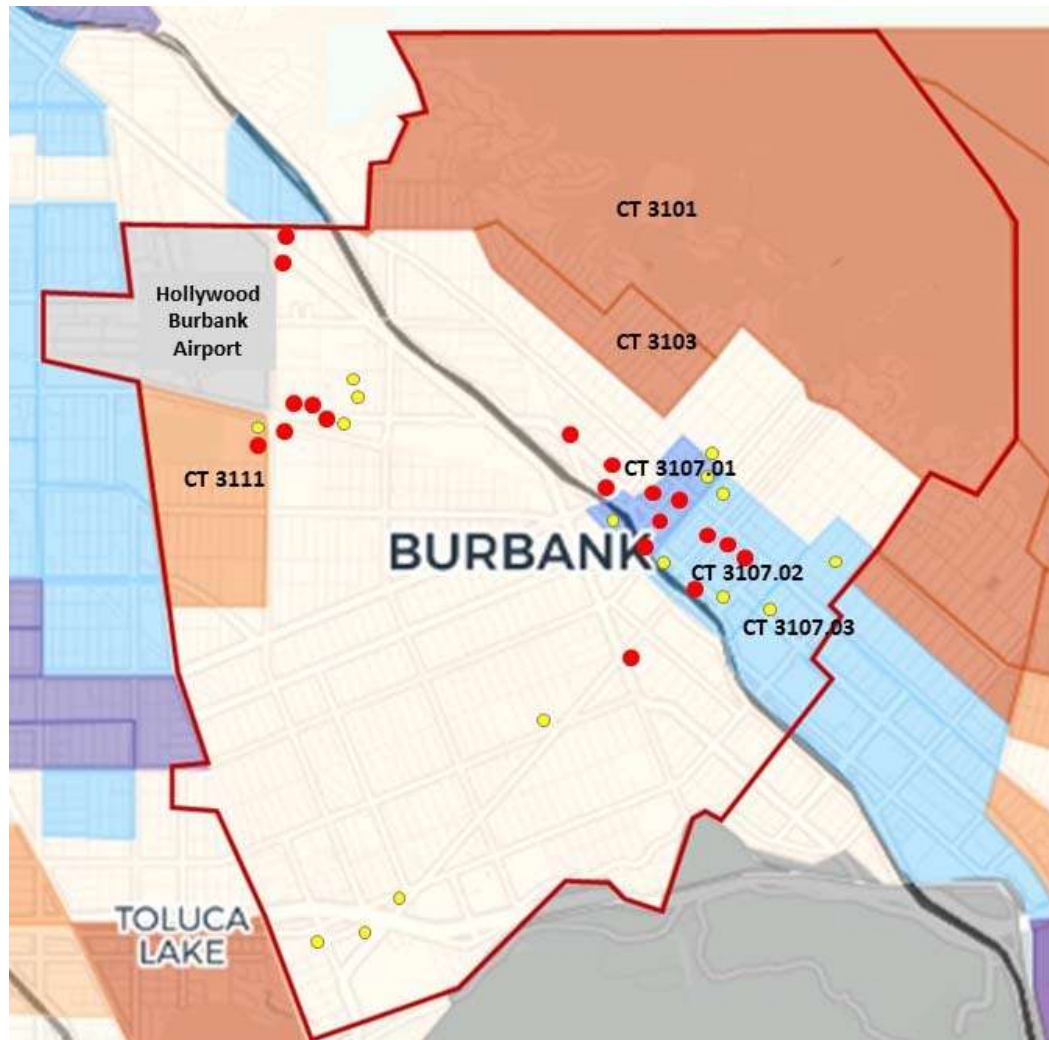 CT 3101
Hollywood
Burbank
Airport
CT 3103
CT 3107.01
CT 3111
BURBANK
CT 3107.02
CT 3107.03
TOLUCA
LAKE